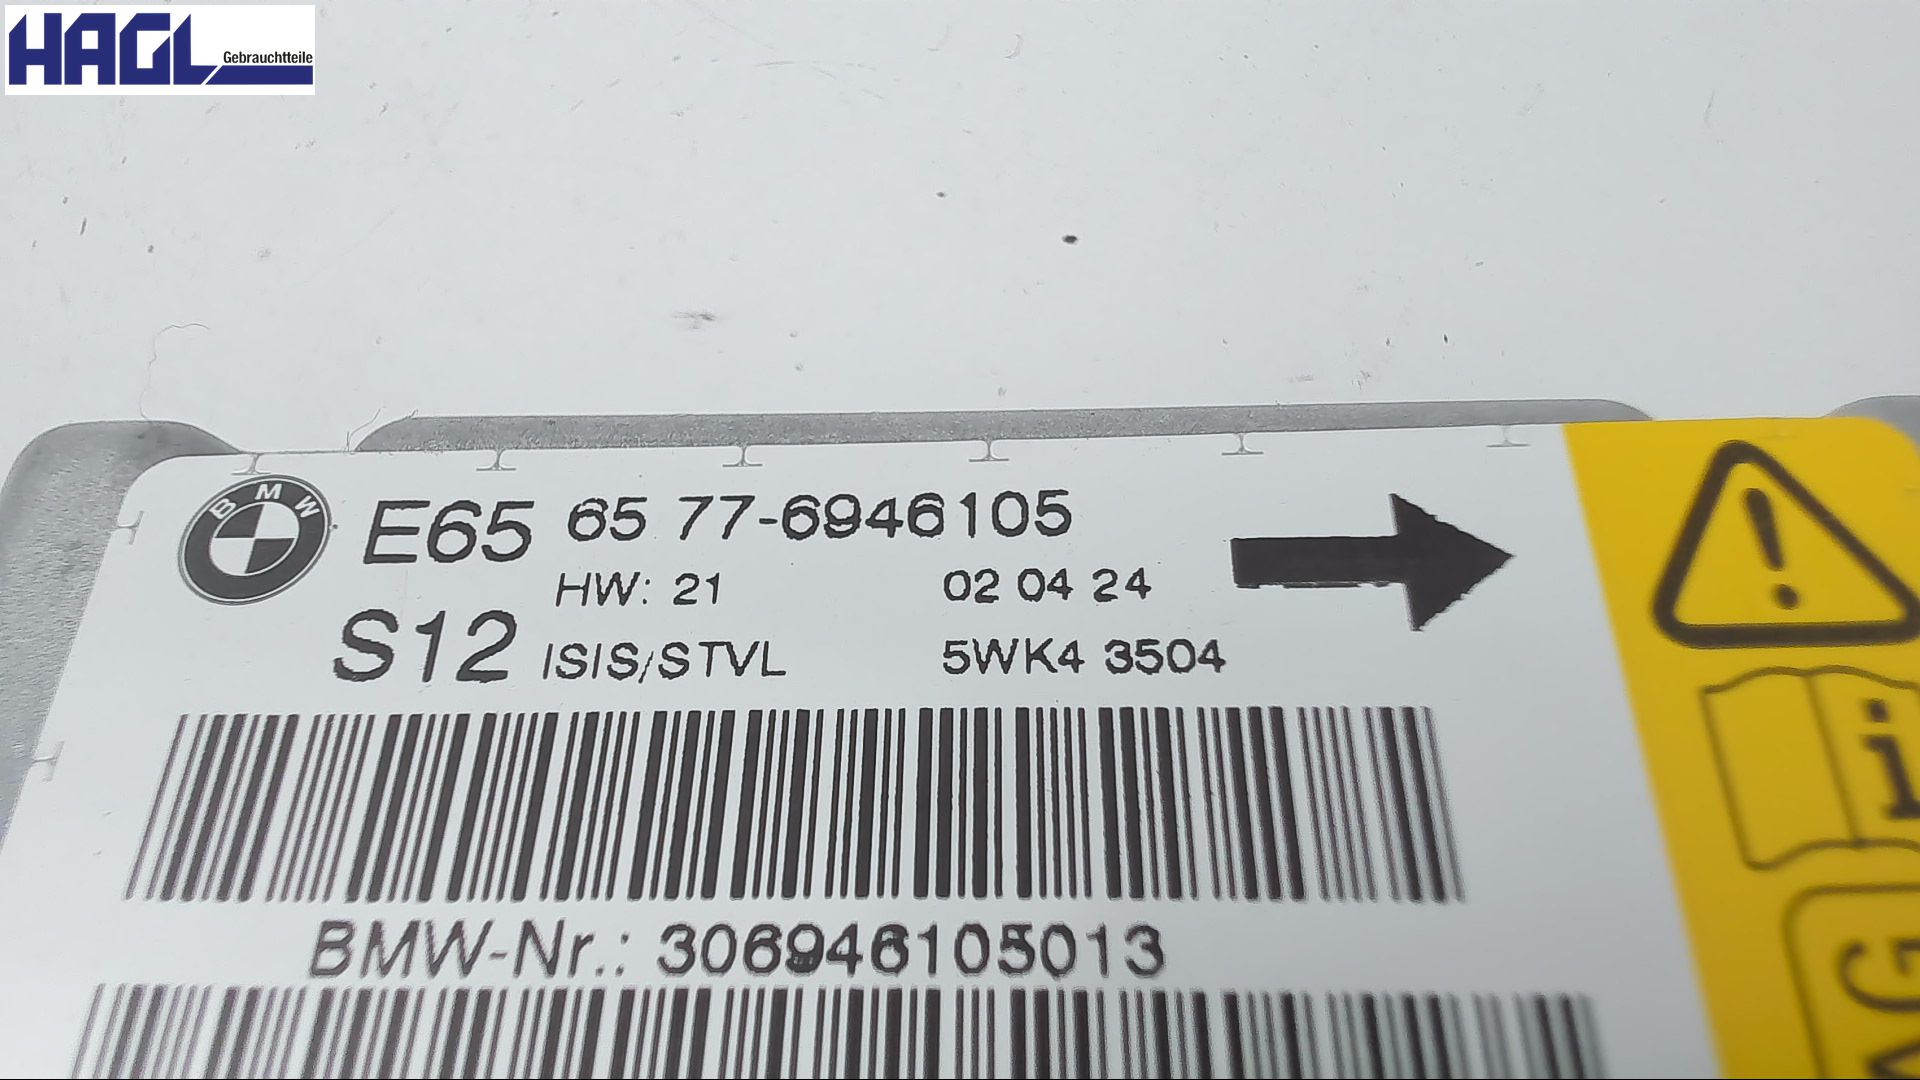 HAGL Gebrauchtteile
BMW
E65 65 77-6946105
HW: 21 02 04 24
S12 ISIS/STVL 5WK4 3504
BMW-Nr.: 306946105013
i
AG